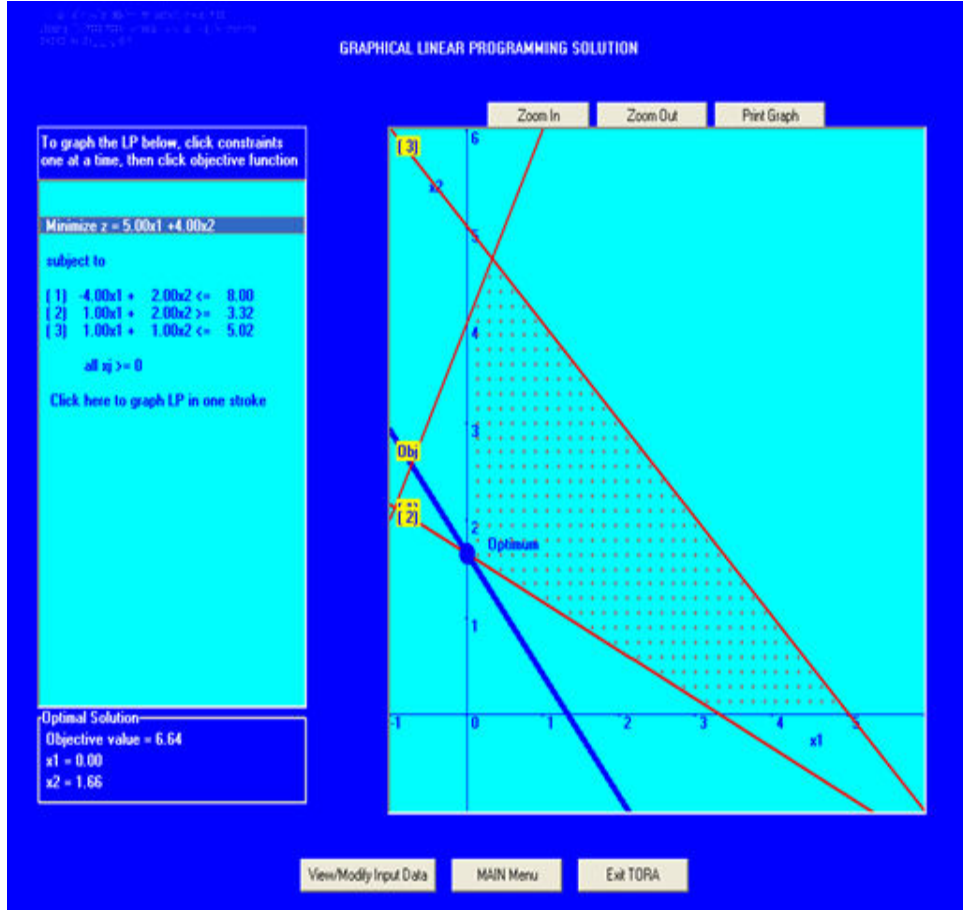 GRAPHICAL LINEAR PROGRAMMING SOLUTION
Zoom In Zoom Out Print Graph
To graph the LP below, click constraints
one at a time, then click objective function
Minimize z = 5.00x1 +4.00x2
subject to
( 1) -4.00x1 + 2.00x2 <= 8.00
( 2) 1.00x1 + 2.00x2 >= 3.32
( 3) 1.00x1 + 1.00x2 <= 5.02
all xj >= 0
Click here to graph LP in one stroke
Optimal Solution
Objective value = 6.64
x1 = 0.00
x2 = 1.66
( 3)
6
x2
5
4
3
Obj
( 2)
2
Optimum
1
-1 0 1 2 3 4 5
x1
View/Modify Input Data MAIN Menu Exit TORA